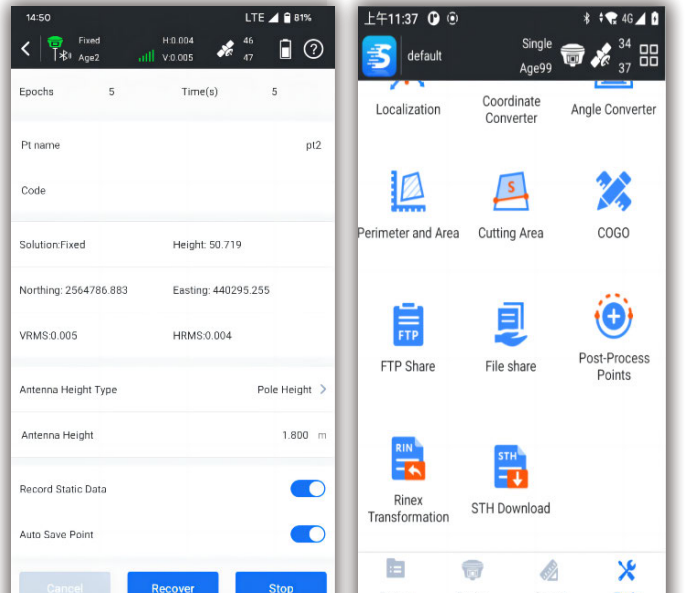 14:50
LTE 81%
Fixed
H:0.004
46
Age2
V:0.005
47
Epochs 5 Time(s) 5
Pt name pt2
Code
Solution:Fixed Height: 50.719
Northing: 2564786.883 Easting: 440295.255
VRMS:0.005 HRMS:0.004
Antenna Height Type Pole Height >
Antenna Height 1.800 m
Record Static Data
Auto Save Point
Cancel Recover Stop
上午11:37
4G
default
Single
34
Age99
37
Localization
Coordinate
Converter
Angle Converter
Perimeter and Area
S
Cutting Area
COGO
FTP
FTP Share
File share
Post-Process
Points
RIN
Rinex
Transformation
STH
STH Download